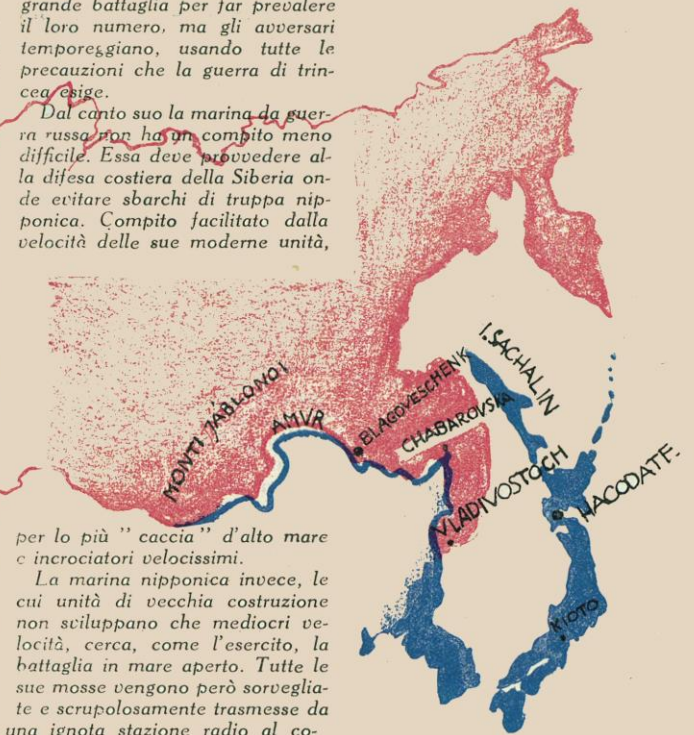 grande battaglia per far prevalere
il loro numero, ma gli avversari
temporeggiano, usando tutte le
precauzioni che la guerra di trin-
cea esige.
Dal canto suo la marina da guer-
ra russa non ha un compito meno
difficile. Essa deve provvedere al-
la difesa costiera della Siberia on-
de evitare sbarchi di truppa nip-
ponica. Compito facilitato dalla
velocità delle sue moderne unità,
per lo più " caccia " d'alto mare
e incrociatori velocissimi.
La marina nipponica invece, le
cui unità di vecchia costruzione
non sviluppano che mediocri ve-
locità, cerca, come l'esercito, la
battaglia in mare aperto. Tutte le
sue mosse vengono però sorveglia-
te e scrupolosamente trasmesse da
una ignota stazione radio al co-
MONTI JABLONOI
AMUR
BLAGOVESCHENK
CHABAROVSKA
I. SACHALIN
VLADIVOSTOCH
HACODATE
KIOTO